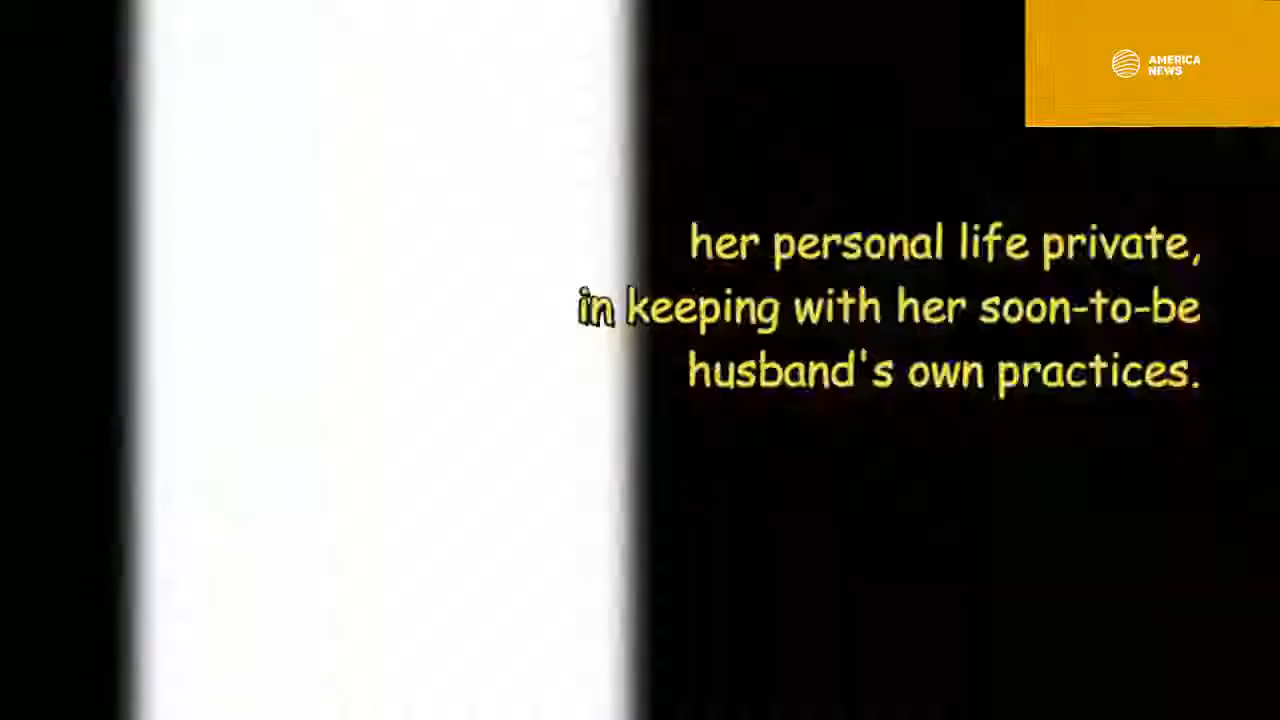 AMERICA
NEWS
her personal life private,
in keeping with her soon-to-be
husband's own practices.